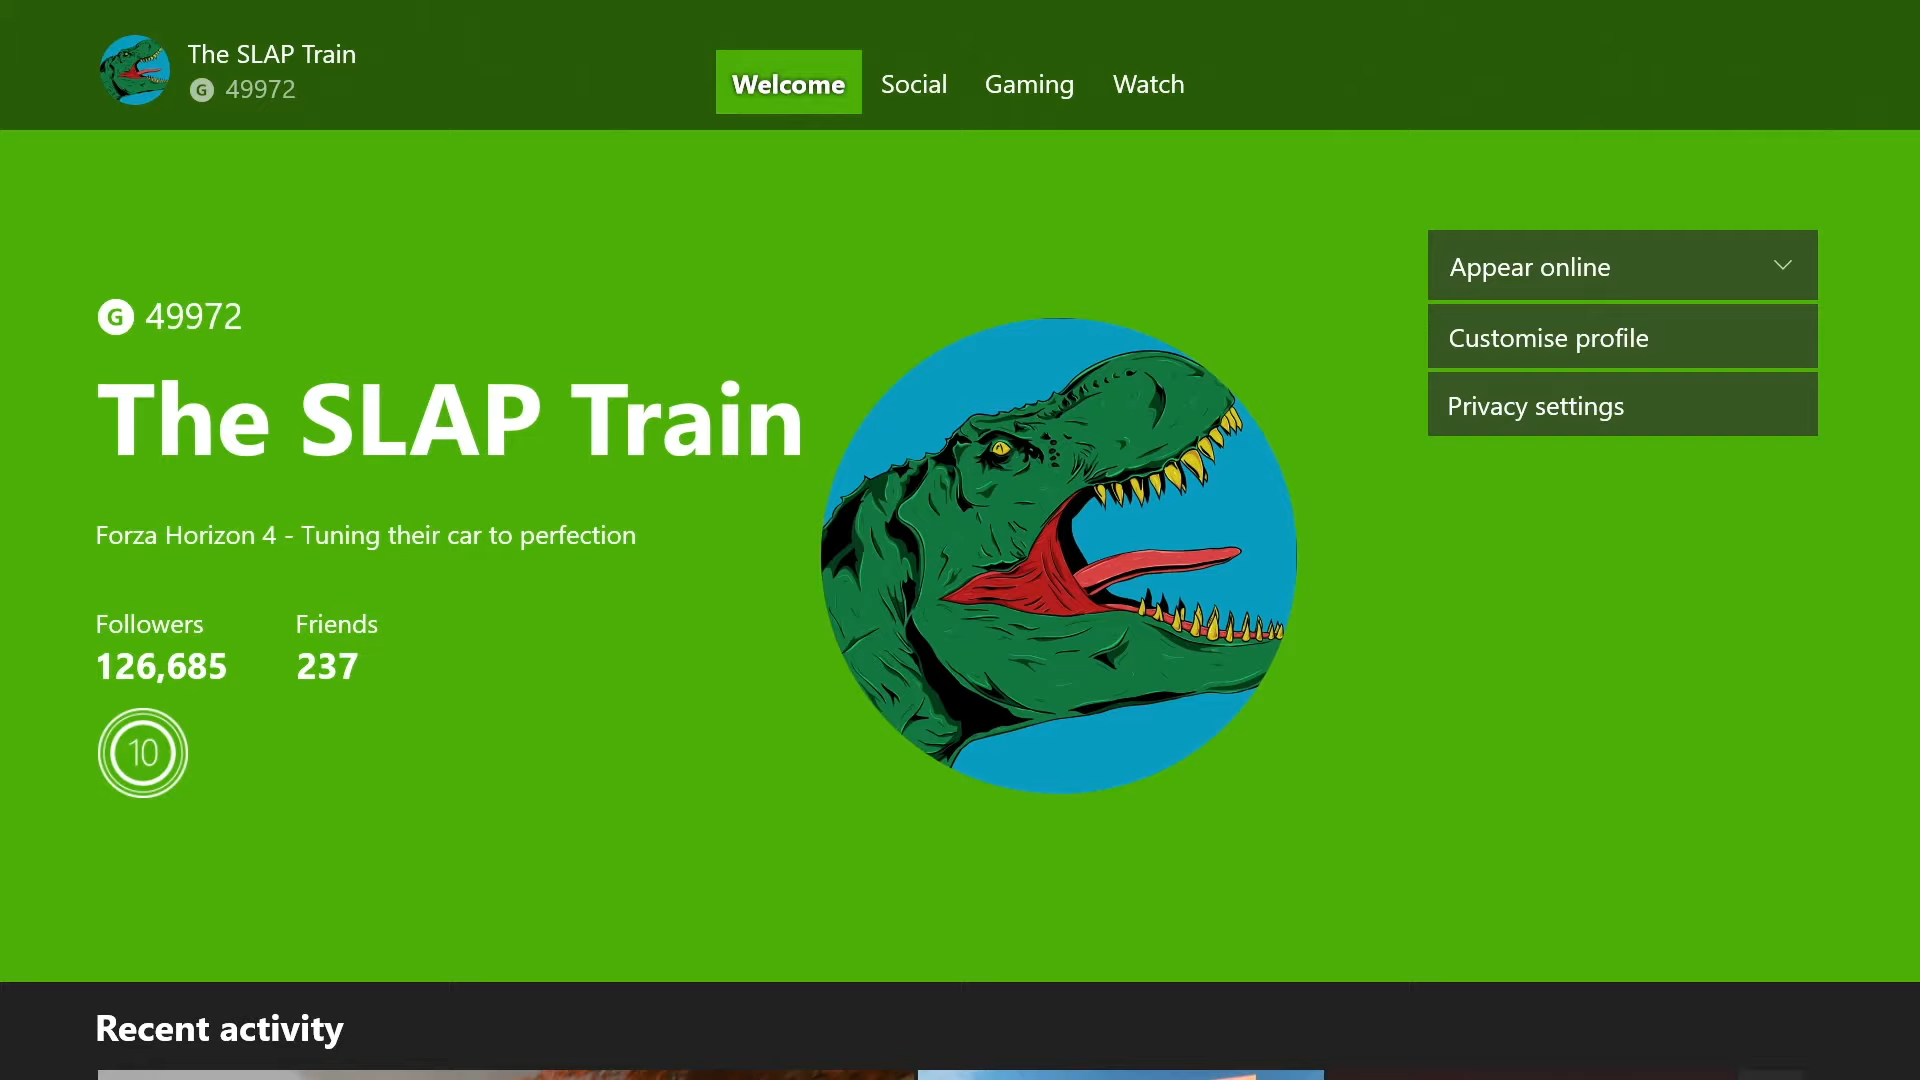 The SLAP Train
G 49972
Welcome
Social
Gaming
Watch
Appear online
Customise profile
Privacy settings
G 49972
The SLAP Train
Forza Horizon 4 - Tuning their car to perfection
Followers
126,685
Friends
237
10
Recent activity